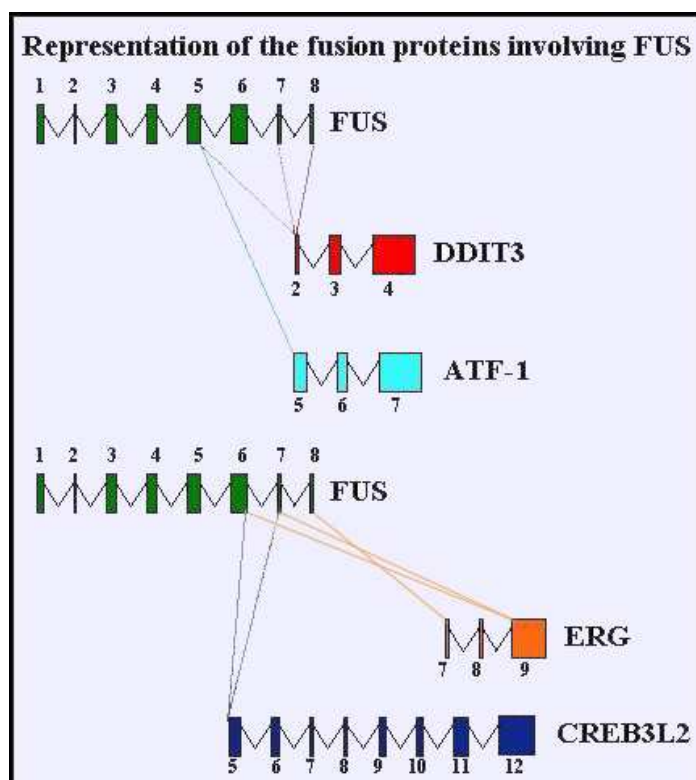 Representation of the fusion proteins involving FUS
1 2 3 4 5 6 7 8
FUS
DDIT3
2 3 4
ATF-1
5 6 7
1 2 3 4 5 6 7 8
FUS
ERG
7 8 9
CREB3L2
5 6 7 8 9 10 11 12